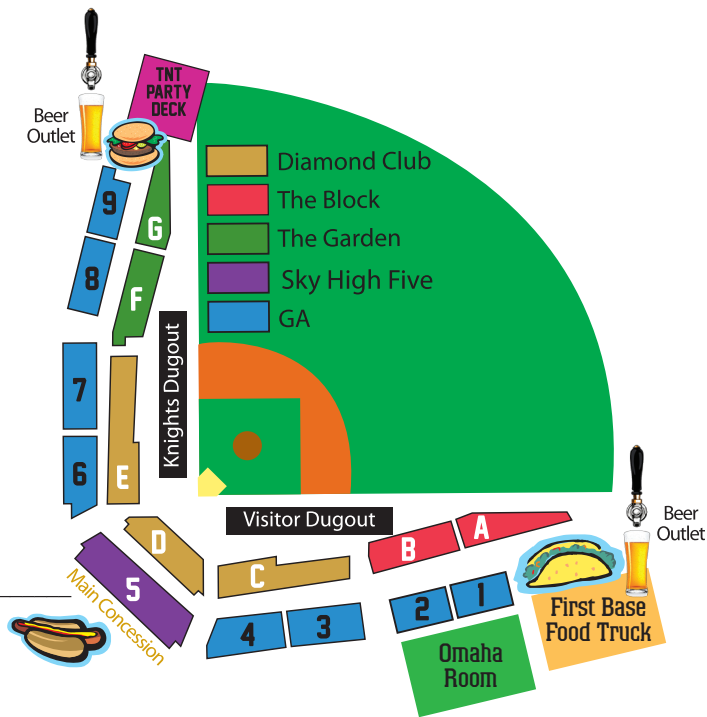 TNT
PARTY
DECK
Beer
Outlet
Diamond Club
The Block
The Garden
Sky High Five
GA
9
G
8
F
Knights Dugout
7
E
6
Visitor Dugout
A
B
Beer
Outlet
D
C
5
Main Concession
4
3
2
1
First Base
Food Truck
Omaha
Room